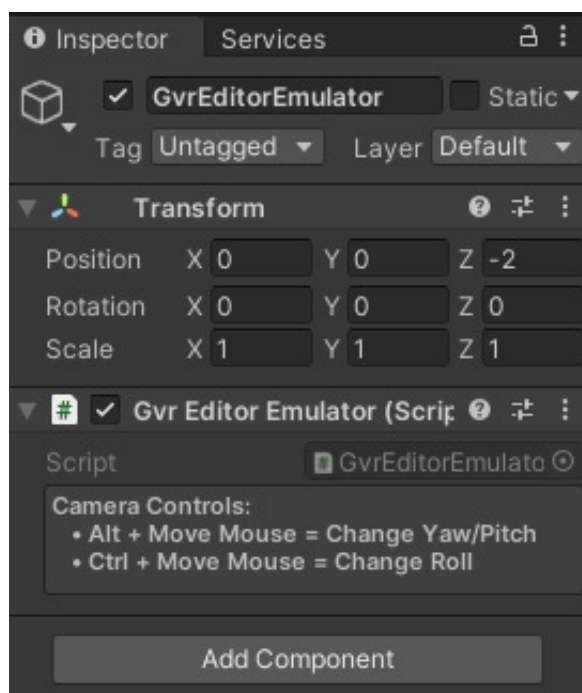 Inspector Services
GvrEditorEmulator Static
Tag Untagged Layer Default
Transform
Position X 0 Y 0 Z -2
Rotation X 0 Y 0 Z 0
Scale X 1 Y 1 Z 1
# Gvr Editor Emulator (Scrip
Script # GvrEditorEmulato
Camera Controls:
• Alt + Move Mouse = Change Yaw/Pitch
• Ctrl + Move Mouse = Change Roll
Add Component